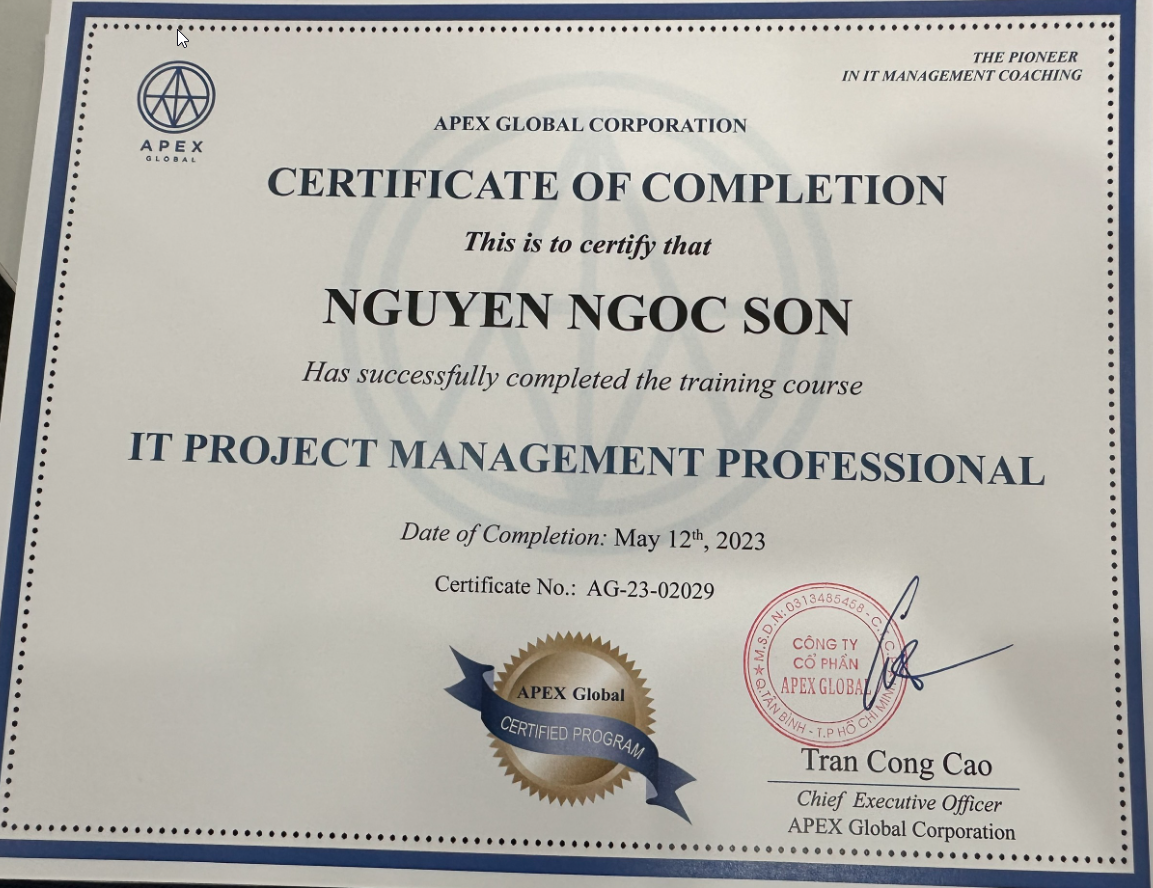 THE PIONEER
IN IT MANAGEMENT COACHING
APEX
GLOBAL
APEX GLOBAL CORPORATION
CERTIFICATE OF COMPLETION
This is to certify that
NGUYEN NGOC SON
Has successfully completed the training course
IT PROJECT MANAGEMENT PROFESSIONAL
Date of Completion: May 12th, 2023
Certificate No.: AG-23-02029
APEX Global
CERTIFIED PROGRAM
M.S.D.N: 0313485458 - C.T.C.
CÔNG TY
CỔ PHẦN
APEX GLOBAL
Q.TÂN BÌNH - T.P HỒ CHÍ MINH
Tran Cong Cao
Chief Executive Officer
APEX Global Corporation